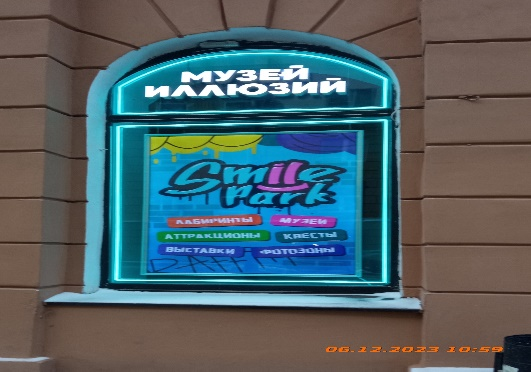 МУЗЕЙ
ИЛЛЮЗИЙ
Smile
Park
ЛАБИРИНТЫ МУЗЕИ
АТТРАКЦИОНЫ КВЕСТЫ
ВЫСТАВКИ ФОТОЗОНЫ
06.12.2023 10:59